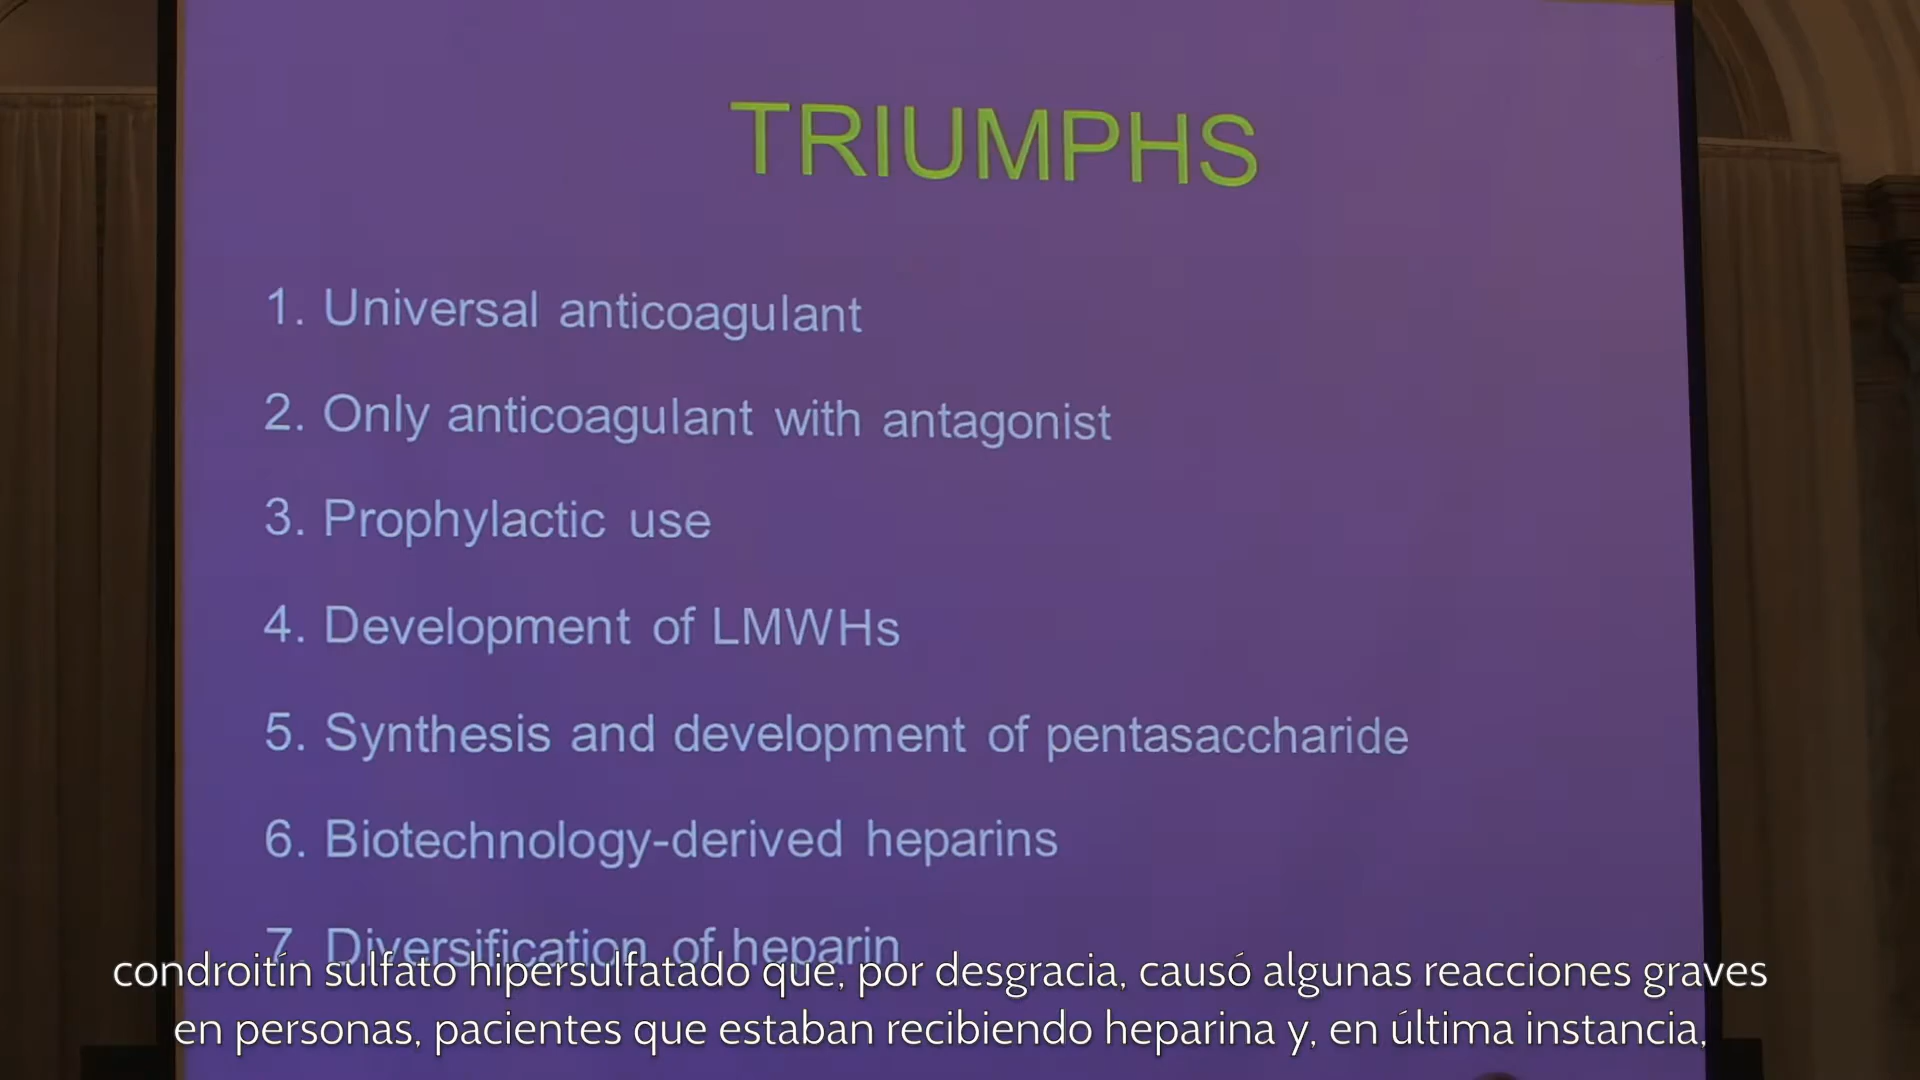 TRIUMPHS
1. Universal anticoagulant
2. Only anticoagulant with antagonist
3. Prophylactic use
4. Development of LMWHs
5. Synthesis and development of pentasaccharide
6. Biotechnology-derived heparins
7. Diversification of heparin
condroitín sulfato hipersulfatado que, por desgracia, causó algunas reacciones graves
en personas, pacientes que estaban recibiendo heparina y, en última instancia,